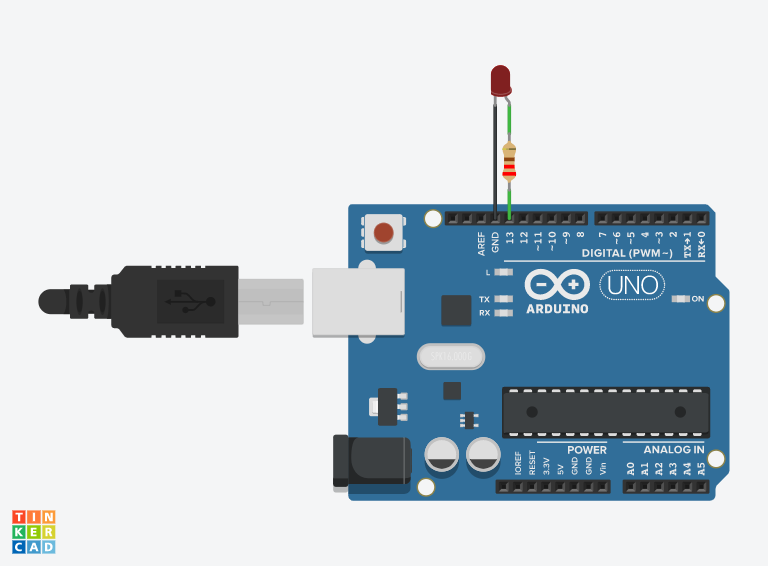 AREF
GND
13
12
~11
~10
~9
8
7
~6
~5
4
~3
2
TX→1
RX←0
DIGITAL (PWM~)
L
TX
RX
UNO
ON
ARDUINO
POWER
ANALOG IN
IOREF
RESET
3.3V
5V
GND
GND
Vin
A0
A1
A2
A3
A4
A5
TIN
KER
CAD